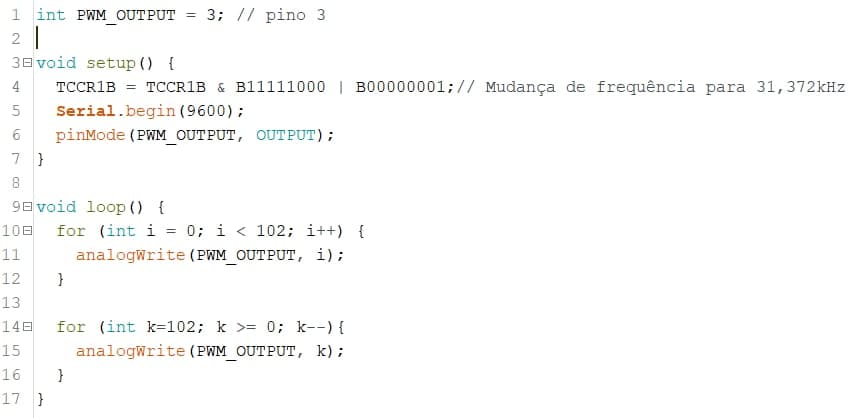 1 int PWM_OUTPUT = 3; // pino 3
2
3 void setup() {
4 TCCR1B = TCCR1B & B11111000 | B00000001;// Mudança de frequência para 31,372kHz
5 Serial.begin(9600);
6 pinMode(PWM_OUTPUT, OUTPUT);
7 }
8
9 void loop() {
10 for (int i = 0; i < 102; i++) {
11 analogWrite(PWM_OUTPUT, i);
12 }
13
14 for (int k=102; k >= 0; k--){
15 analogWrite(PWM_OUTPUT, k);
16 }
17 }